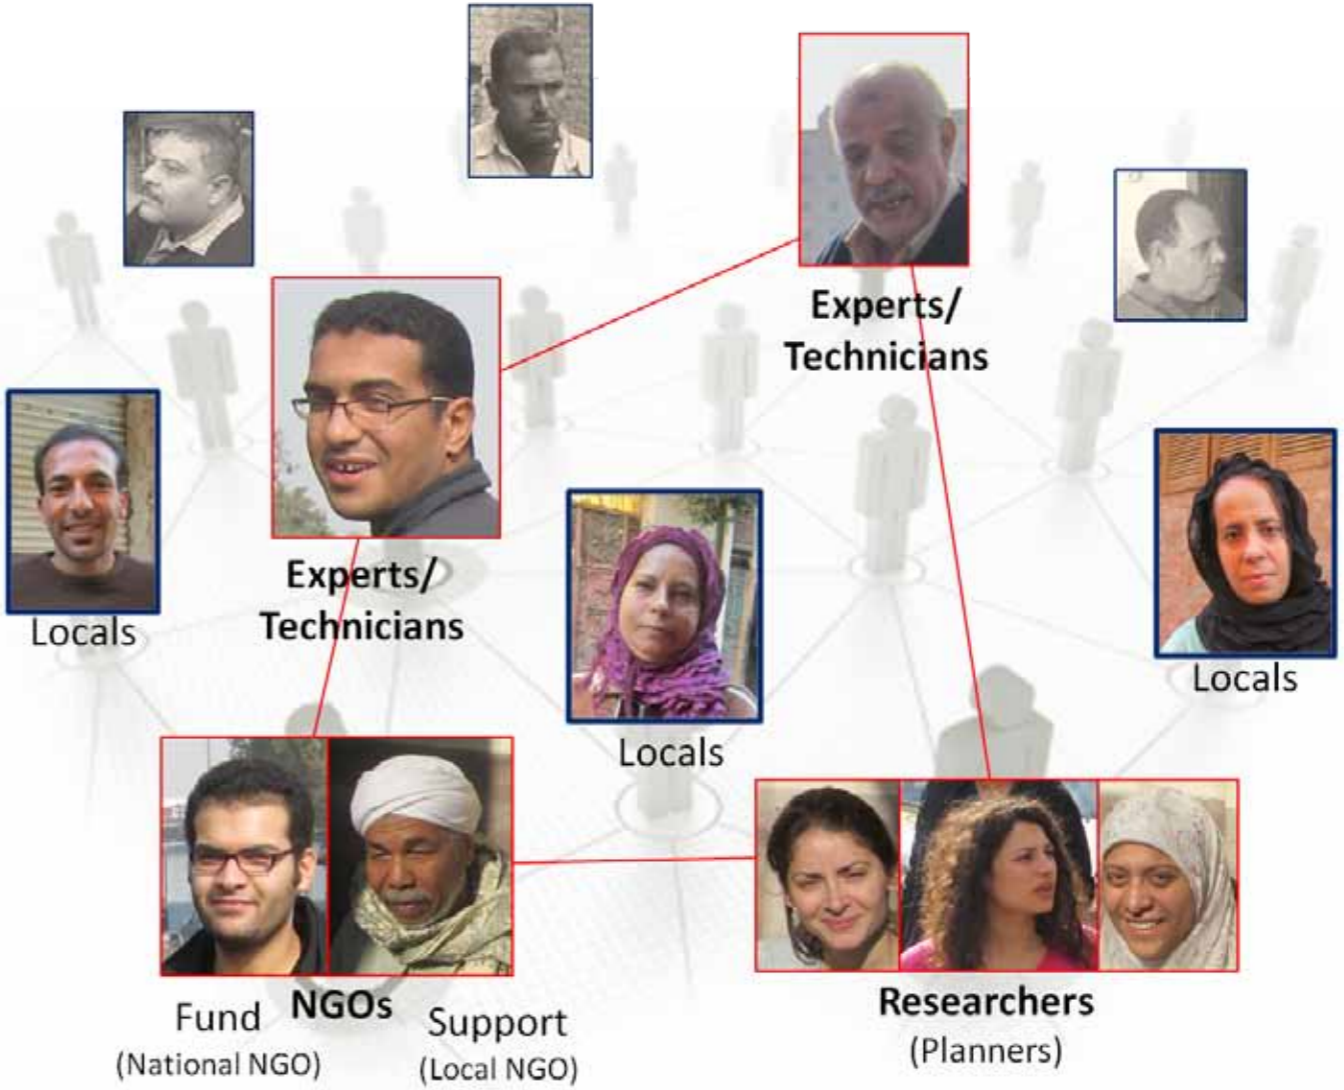 Experts/
Technicians
Experts/
Technicians
Locals
Locals
Locals
Fund
(National NGO)
NGOs
Support
(Local NGO)
Researchers
(Planners)